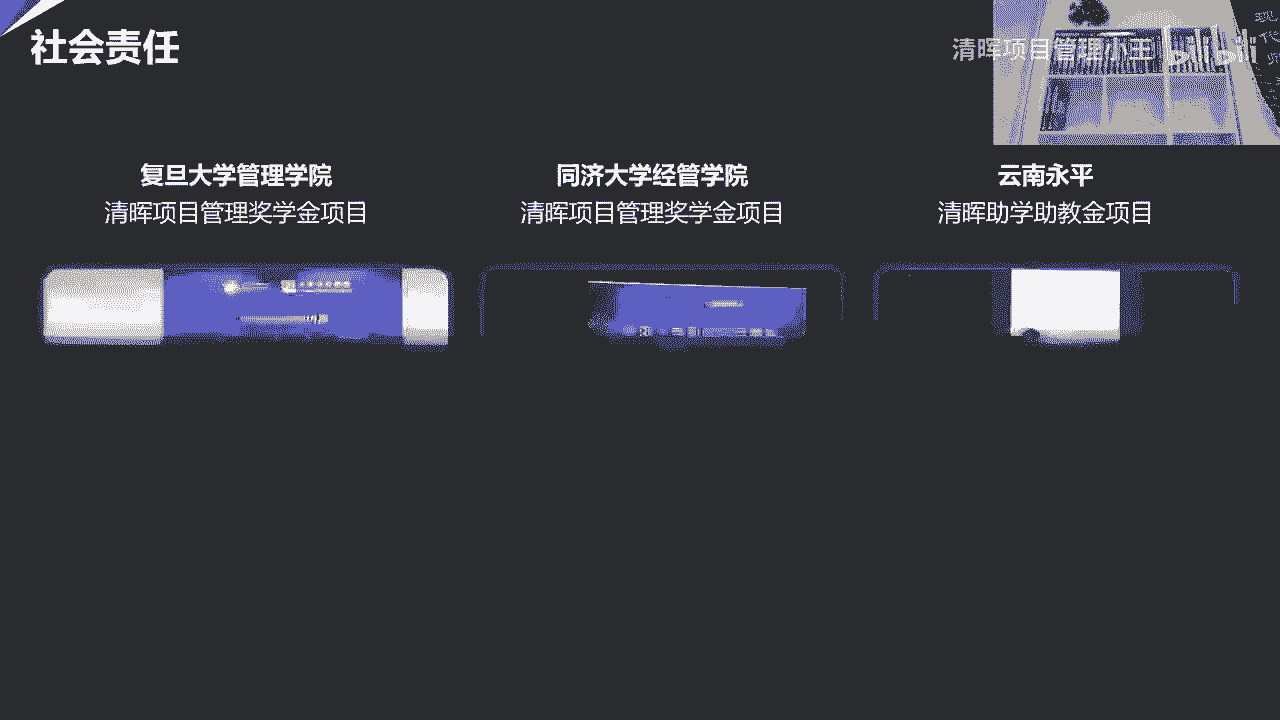 社会责任
清晖项目管理小王 bilibili
复旦大学管理学院
清晖项目管理奖学金项目
同济大学经管学院
清晖项目管理奖学金项目
云南永平
清晖助学助教金项目